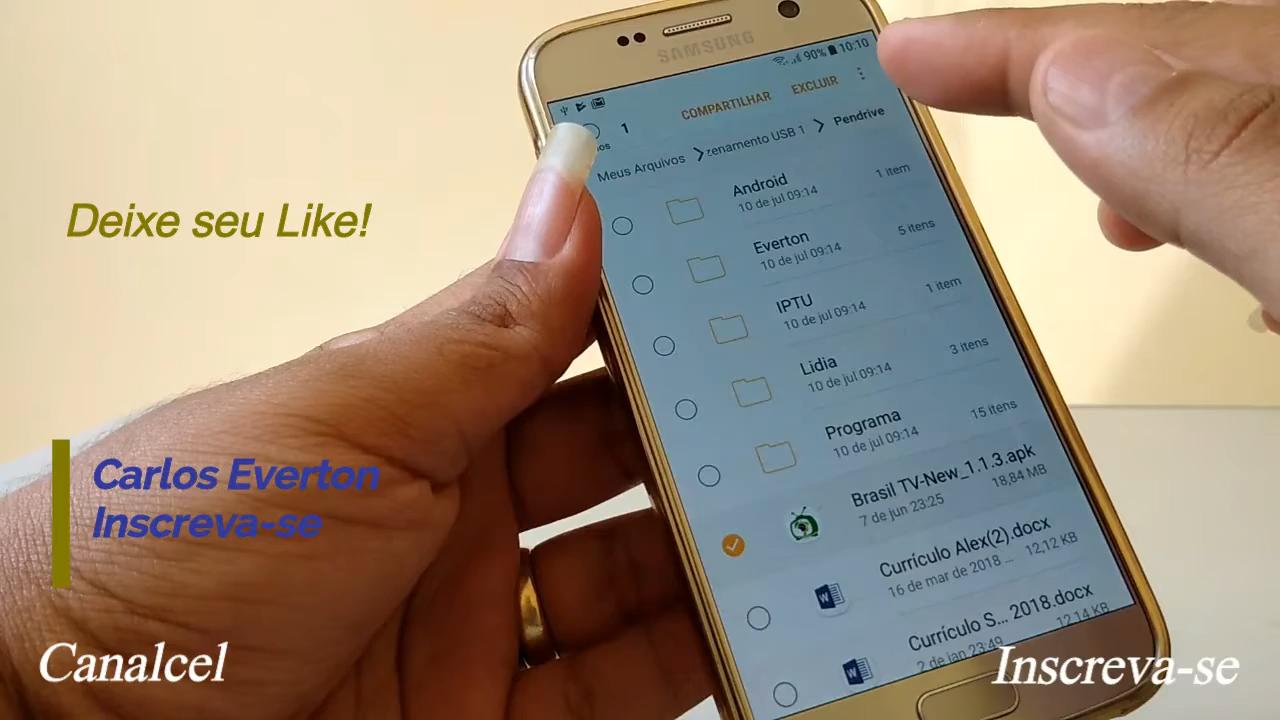 SAMSUNG
90% 10:10
1
COMPARTILHAR
EXCLUIR
Meus Arquivos
zenamento USB 1
Pendrive
Android
10 de jul 09:14
1 item
Everton
10 de jul 09:14
5 itens
IPTU
10 de jul 09:14
1 item
Lidia
10 de jul 09:14
3 itens
Programa
10 de jul 09:14
15 itens
Brasil TV-New_1.1.3.apk
7 de jun 23:25
18,84 MB
Currículo Alex(2).docx
16 de mar de 2018 ...
12,12 KB
Currículo S... 2018.docx
2 de jan 23:49
12,14 KB
Deixe seu Like!
Carlos Everton
Inscreva-se
Canalcel
Inscreva-se